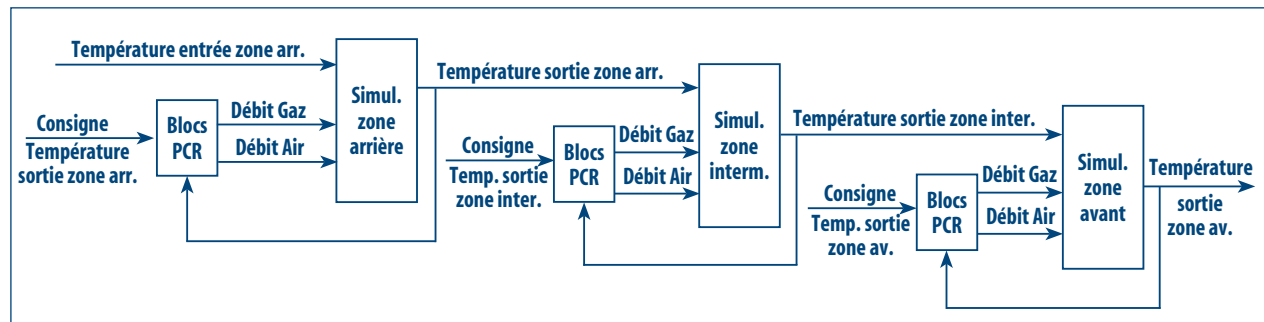 Température entrée zone arr.
Consigne
Température
sortie zone arr.
Blocs
PCR
Débit Gaz
Débit Air
Simul.
zone
arrière
Température sortie zone arr.
Consigne
Temp. sortie
zone inter.
Blocs
PCR
Débit Gaz
Débit Air
Simul.
zone
interm.
Température sortie zone inter.
Consigne
Temp. sortie
zone av.
Blocs
PCR
Débit Gaz
Débit Air
Simul.
zone
avant
Température
sortie
zone av.